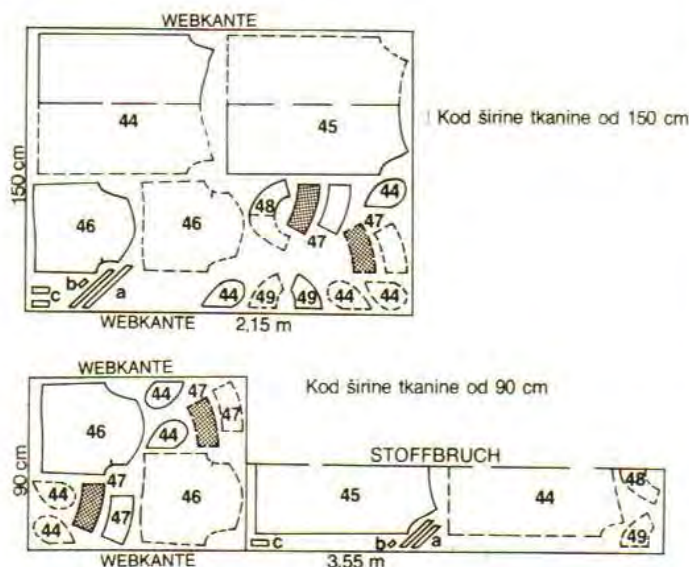 WEBKANTE
Kod širine tkanine od 150 cm
44
45
150 cm
46
46
48
44
47
47
b
c
a
44
49
49
44
44
WEBKANTE 2,15 m
WEBKANTE
Kod širine tkanine od 90 cm
44
47
47
46
44
STOFFBRUCH
90 cm
47
46
45
44
48
44
47
44
49
c
b
a
WEBKANTE 3,55 m